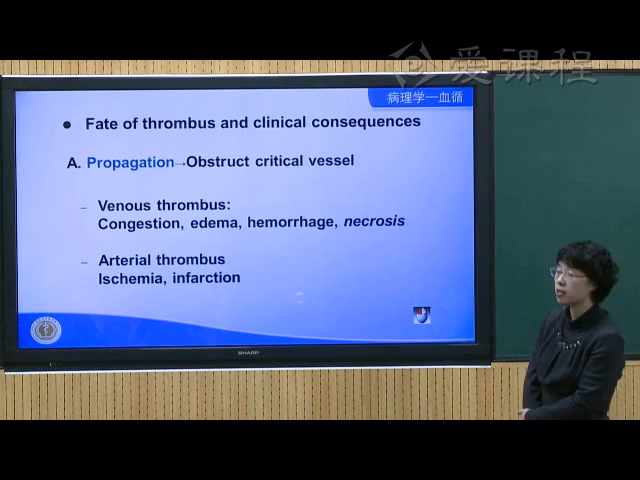 爱课程
病理学—血循
● Fate of thrombus and clinical consequences
A. Propagation→Obstruct critical vessel
– Venous thrombus:
Congestion, edema, hemorrhage, necrosis
– Arterial thrombus
Ischemia, infarction
SHARP